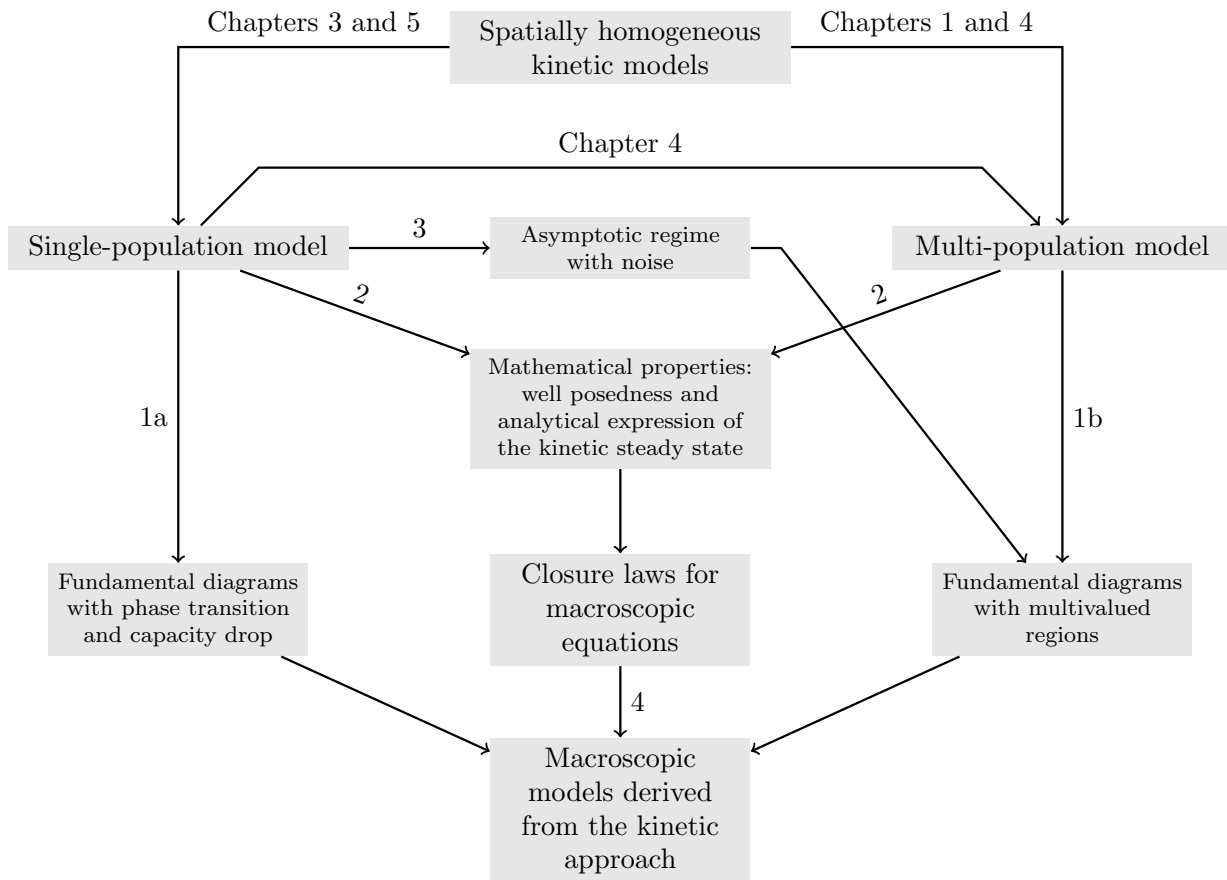 Chapters 3 and 5
Spatially homogeneous
kinetic models
Chapters 1 and 4
Chapter 4
Single-population model
3
Asymptotic regime
with noise
Multi-population model
2
2
Mathematical properties:
well posedness and
analytical expression of
the kinetic steady state
1a
1b
Fundamental diagrams
with phase transition
and capacity drop
Closure laws for
macroscopic
equations
Fundamental diagrams
with multivalued
regions
4
Macroscopic
models derived
from the kinetic
approach